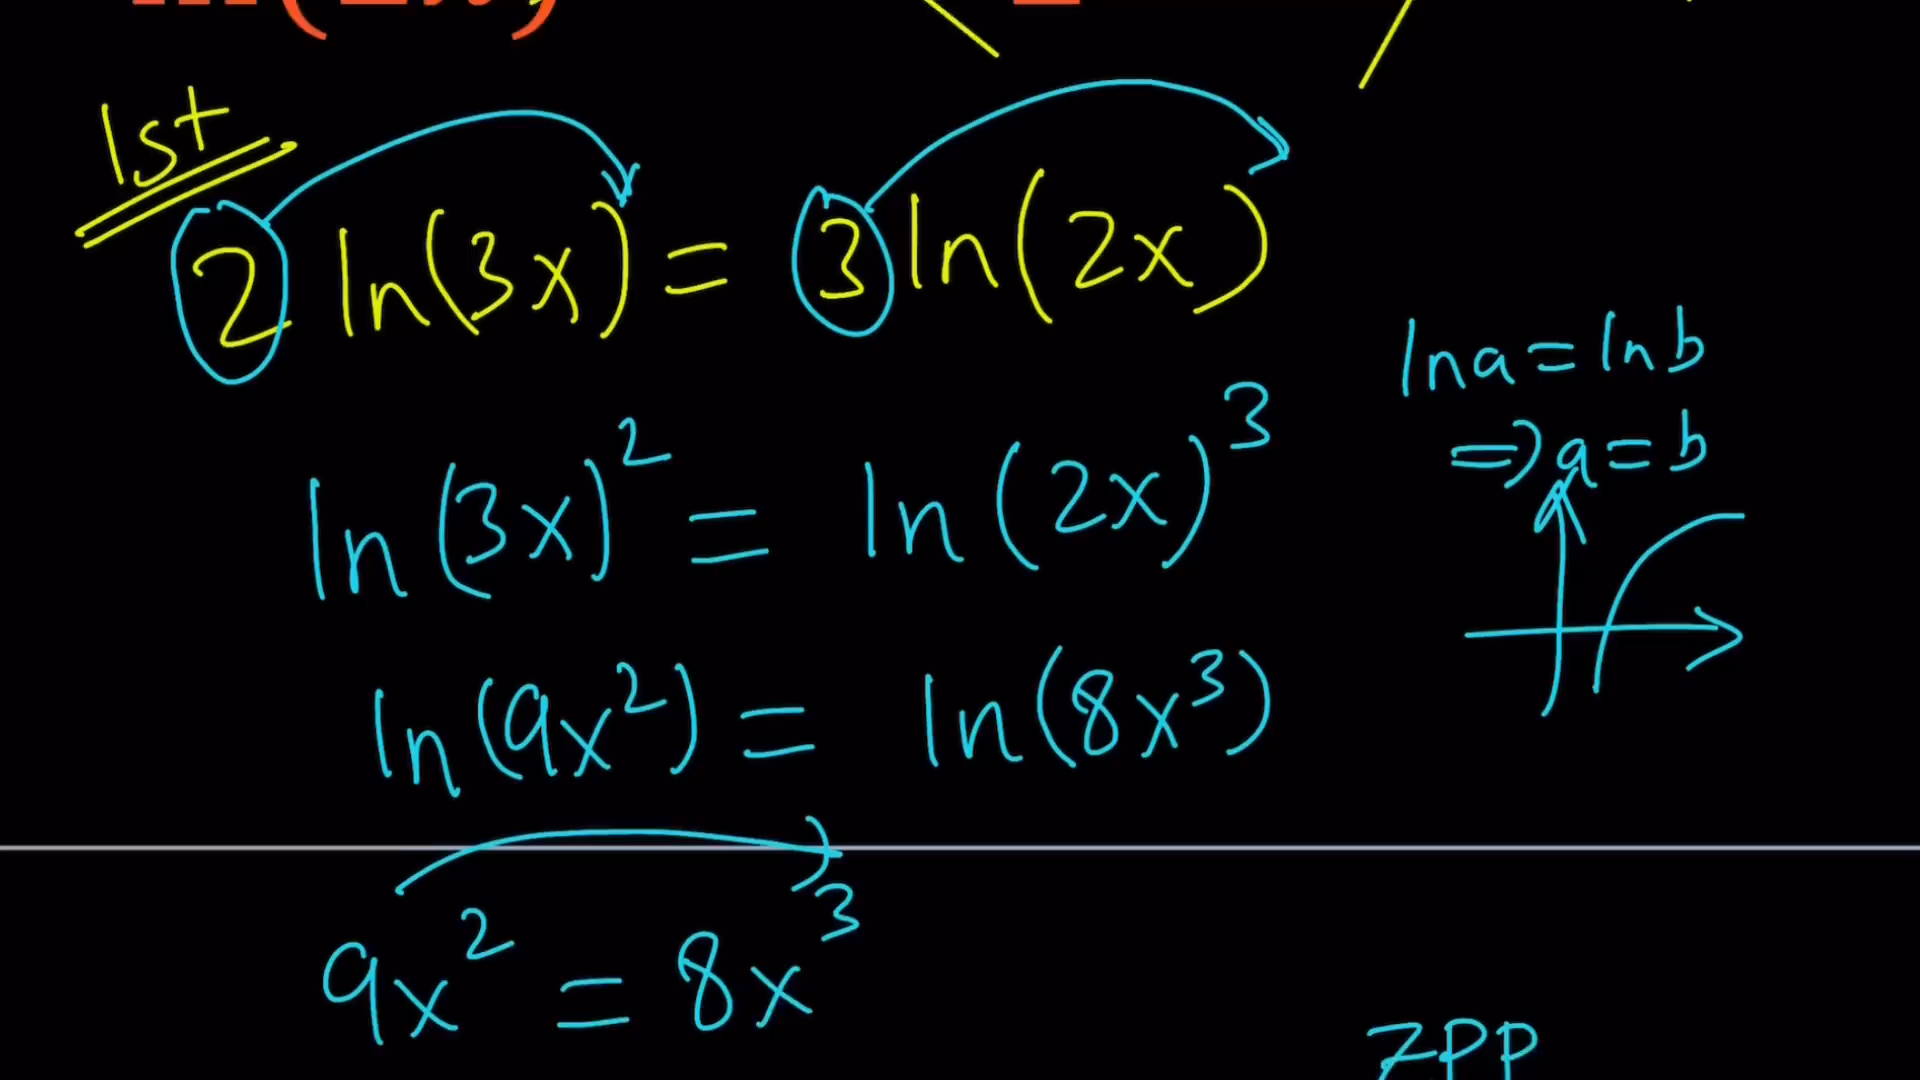 1st
2 ln(3x) = 3 ln(2x)
ln a = ln b
⇒ a = b
ln(3x)² = ln(2x)³
ln(9x²) = ln(8x³)
9x² = 8x³
ZPP